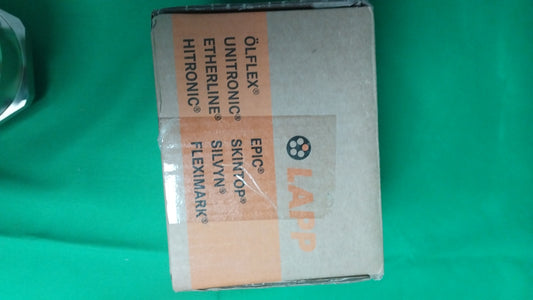 LAPP
ÖLFLEX®
UNITRONIC®
ETHERLINE®
HITRONIC®
EPIC®
SKINTOP®
SILVYN®
FLEXIMARK®